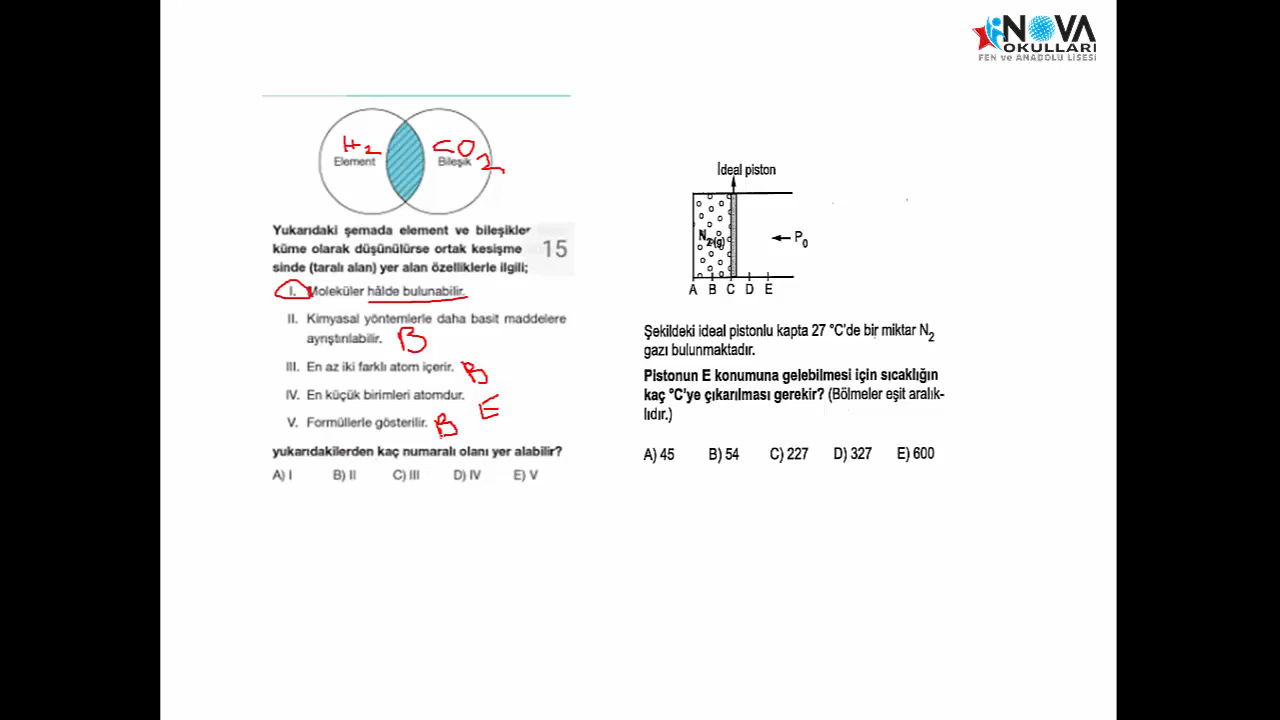 NOVA
OKULLARI
FEN ve ANADOLU LİSESİ
H2
CO2
Element
Bileşik
Yukarıdaki şemada element ve bileşikler
küme olarak düşünülürse ortak kesişme
sinde (taralı alan) yer alan özelliklerle ilgili;
15
I. Moleküler hâlde bulunabilir.
II. Kimyasal yöntemlerle daha basit maddelere
ayrıştırılabilir. B
III. En az iki farklı atom içerir. B
IV. En küçük birimleri atomdur. E
V. Formüllerle gösterilir. B
yukarıdakilerden kaç numaralı olanı yer alabilir?
A) I B) II C) III D) IV E) V
İdeal piston
N2(g)
P0
A B C D E
Şekildeki ideal pistonlu kapta 27 °C'de bir miktar N2
gazı bulunmaktadır.
Pistonun E konumuna gelebilmesi için sıcaklığın
kaç °C'ye çıkarılması gerekir? (Bölmeler eşit aralık-
lıdır.)
A) 45 B) 54 C) 227 D) 327 E) 600